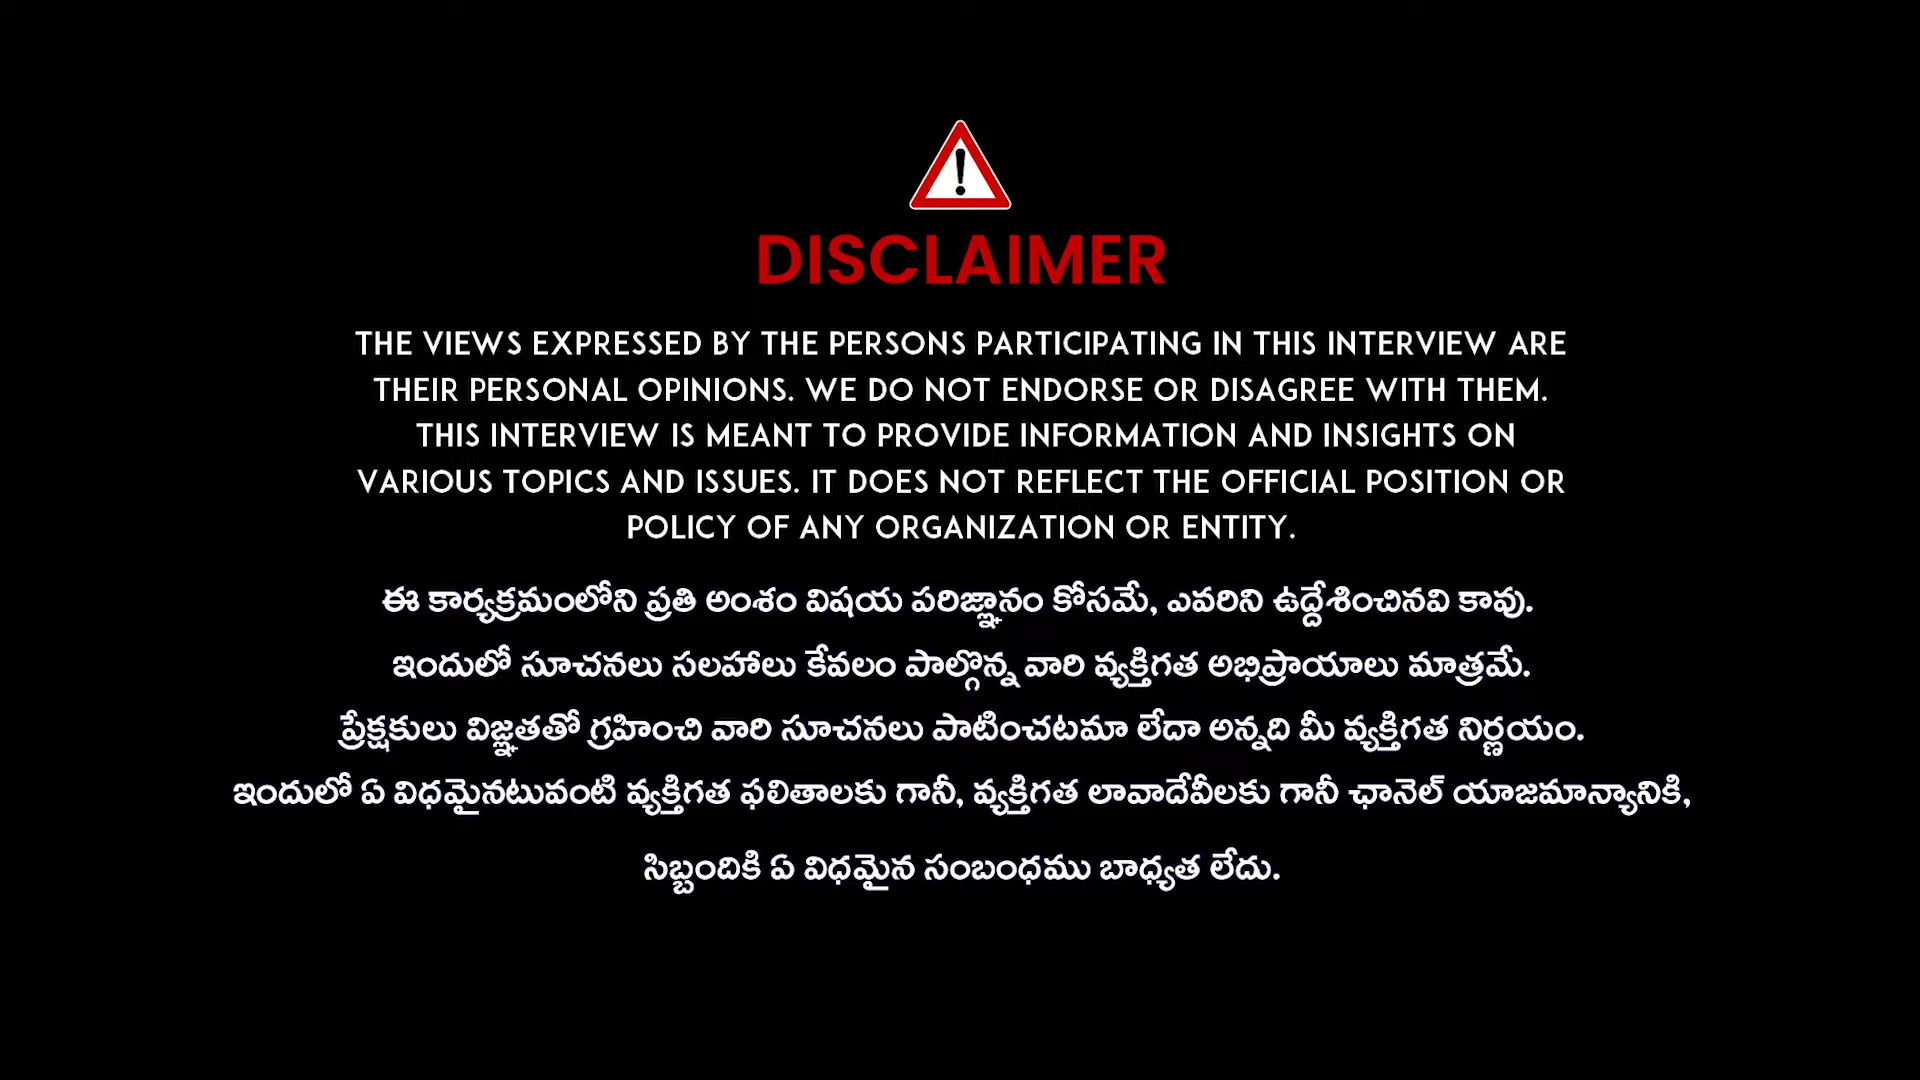 DISCLAIMER
THE VIEWS EXPRESSED BY THE PERSONS PARTICIPATING IN THIS INTERVIEW ARE
THEIR PERSONAL OPINIONS. WE DO NOT ENDORSE OR DISAGREE WITH THEM.
THIS INTERVIEW IS MEANT TO PROVIDE INFORMATION AND INSIGHTS ON
VARIOUS TOPICS AND ISSUES. IT DOES NOT REFLECT THE OFFICIAL POSITION OR
POLICY OF ANY ORGANIZATION OR ENTITY.
ఈ కార్యక్రమంలోని ప్రతి అంశం విషయ పరిజ్ఞానం కోసమే, ఎవరిని ఉద్దేశించినవి కావు.
ఇందులో సూచనలు సలహాలు కేవలం పాల్గొన్న వారి వ్యక్తిగత అభిప్రాయాలు మాత్రమే.
ప్రేక్షకులు విజ్ఞతతో గ్రహించి వారి సూచనలు పాటించటమా లేదా అన్నది మీ వ్యక్తిగత నిర్ణయం.
ఇందులో ఏ విధమైనటువంటి వ్యక్తిగత ఫలితాలకు గానీ, వ్యక్తిగత లావాదేవీలకు గానీ ఛానెల్ యాజమాన్యానికి,
సిబ్బందికి ఏ విధమైన సంబంధము బాధ్యత లేదు.